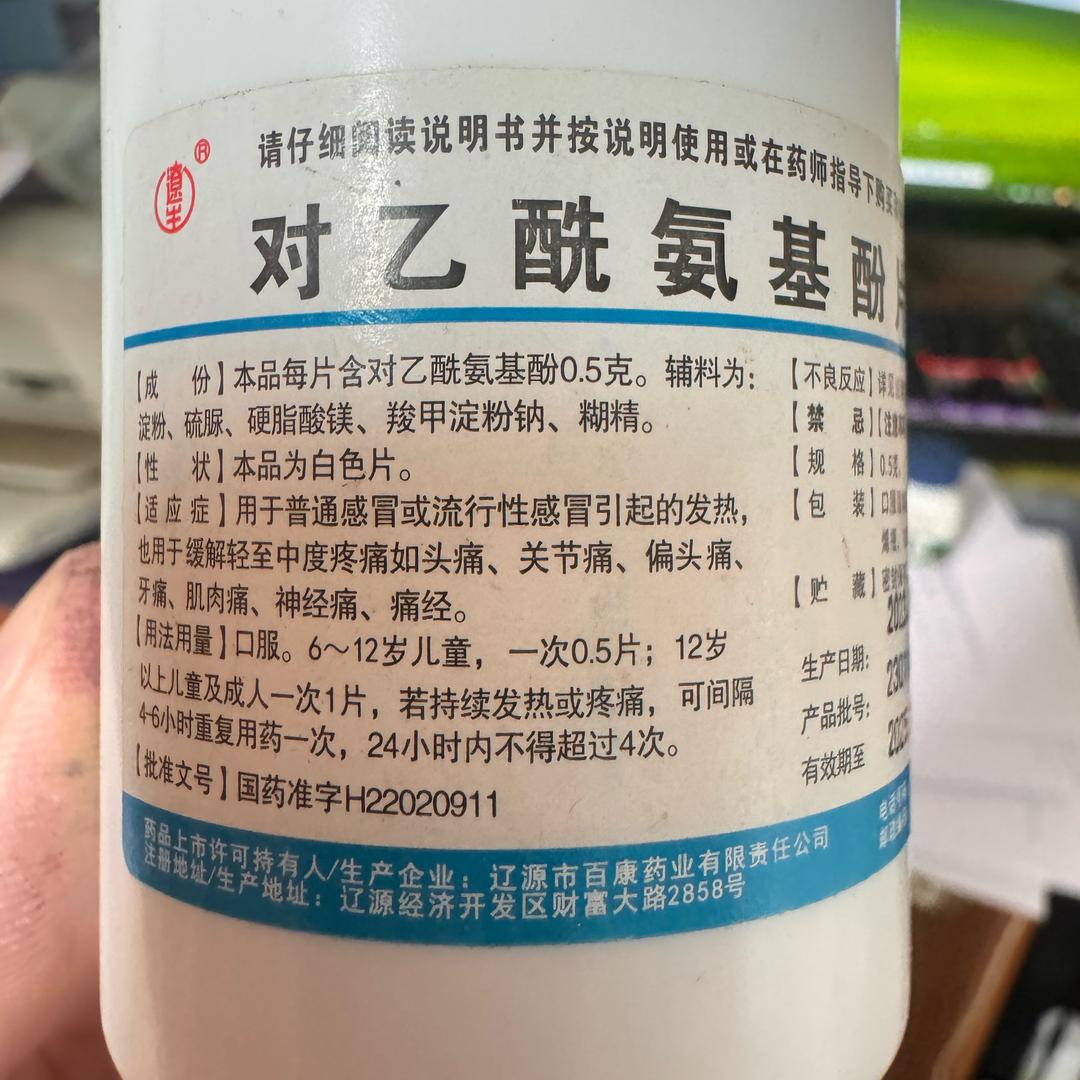 请仔细阅读说明书并按说明使用或在药师指导下购买
®
对乙酰氨基酚片
【成 份】本品每片含对乙酰氨基酚0.5克。辅料为:
淀粉、硫脲、硬脂酸镁、羧甲淀粉钠、糊精。
【性 状】本品为白色片。
【适应症】用于普通感冒或流行性感冒引起的发热,
也用于缓解轻至中度疼痛如头痛、关节痛、偏头痛、
牙痛、肌肉痛、神经痛、痛经。
【用法用量】口服。6～12岁儿童，一次0.5片；12岁
以上儿童及成人一次1片，若持续发热或疼痛，可间隔
4-6小时重复用药一次，24小时内不得超过4次。
【批准文号】国药准字H22020911
【不良反应】详见
【禁 忌】
【规 格】0.5克
【包 装】口服
【贮 藏】密封
生产日期:
产品批号:
有效期至
药品上市许可持有人/生产企业：辽源市百康药业有限责任公司
注册地址/生产地址：辽源经济开发区财富大路2858号